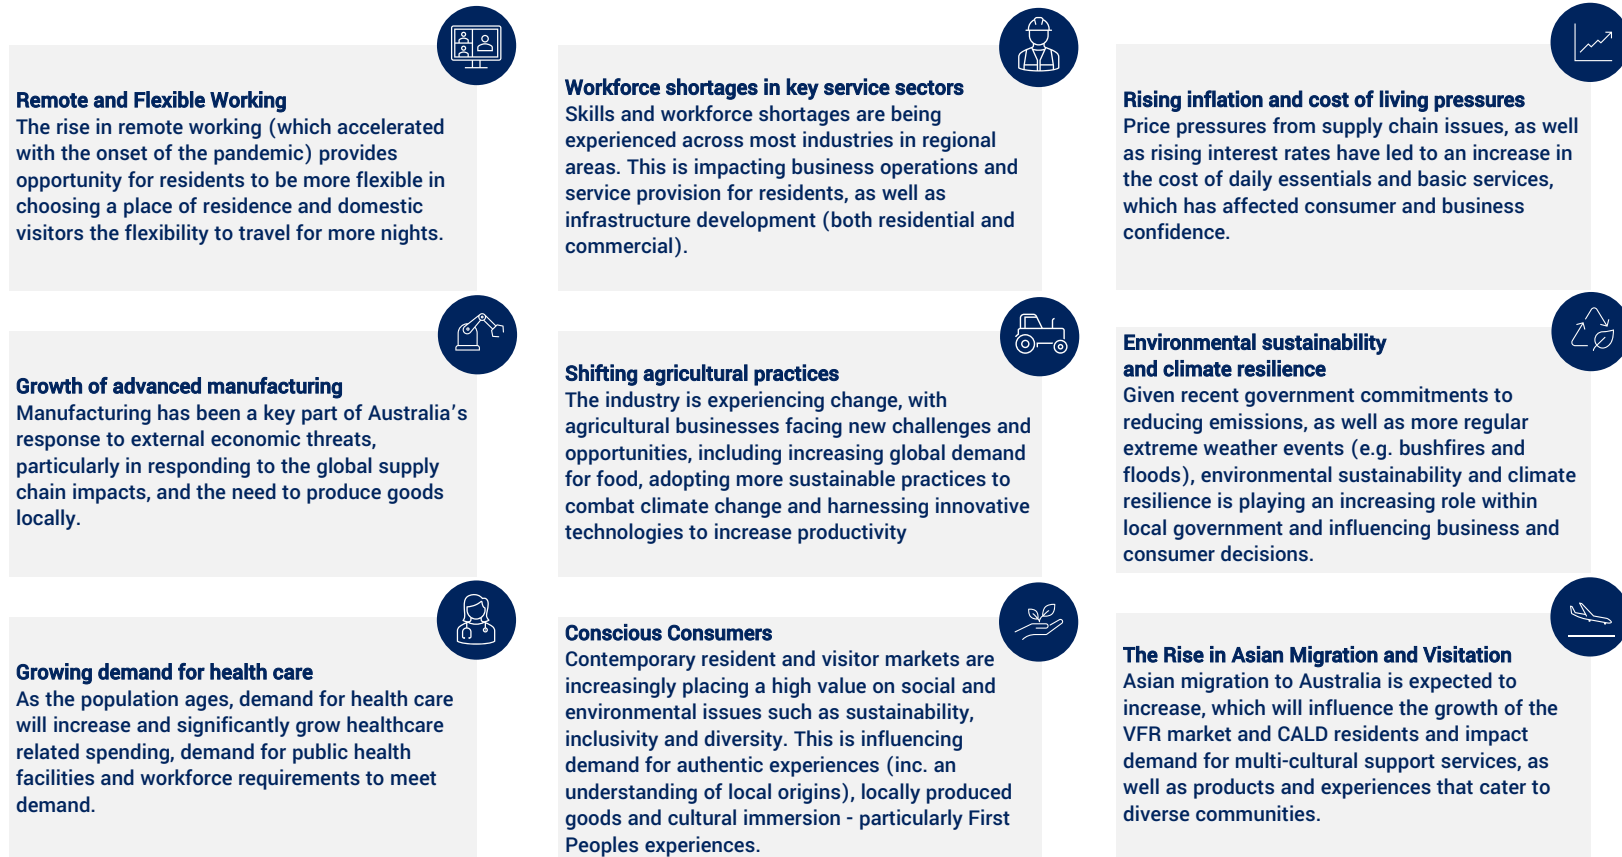 Remote and Flexible Working
The rise in remote working (which accelerated
with the onset of the pandemic) provides
opportunity for residents to be more flexible in
choosing a place of residence and domestic
visitors the flexibility to travel for more nights.
Workforce shortages in key service sectors
Skills and workforce shortages are being
experienced across most industries in regional
areas. This is impacting business operations and
service provision for residents, as well as
infrastructure development (both residential and
commercial).
Rising inflation and cost of living pressures
Price pressures from supply chain issues, as well
as rising interest rates have led to an increase in
the cost of daily essentials and basic services,
which has affected consumer and business
confidence.
Growth of advanced manufacturing
Manufacturing has been a key part of Australia’s
response to external economic threats,
particularly in responding to the global supply
chain impacts, and the need to produce goods
locally.
Shifting agricultural practices
The industry is experiencing change, with
agricultural businesses facing new challenges and
opportunities, including increasing global demand
for food, adopting more sustainable practices to
combat climate change and harnessing innovative
technologies to increase productivity
Environmental sustainability
and climate resilience
Given recent government commitments to
reducing emissions, as well as more regular
extreme weather events (e.g. bushfires and
floods), environmental sustainability and climate
resilience is playing an increasing role within
local government and influencing business and
consumer decisions.
Growing demand for health care
As the population ages, demand for health care
will increase and significantly grow healthcare
related spending, demand for public health
facilities and workforce requirements to meet
demand.
Conscious Consumers
Contemporary resident and visitor markets are
increasingly placing a high value on social and
environmental issues such as sustainability,
inclusivity and diversity. This is influencing
demand for authentic experiences (inc. an
understanding of local origins), locally produced
goods and cultural immersion - particularly First
Peoples experiences.
The Rise in Asian Migration and Visitation
Asian migration to Australia is expected to
increase, which will influence the growth of the
VFR market and CALD residents and impact
demand for multi-cultural support services, as
well as products and experiences that cater to
diverse communities.